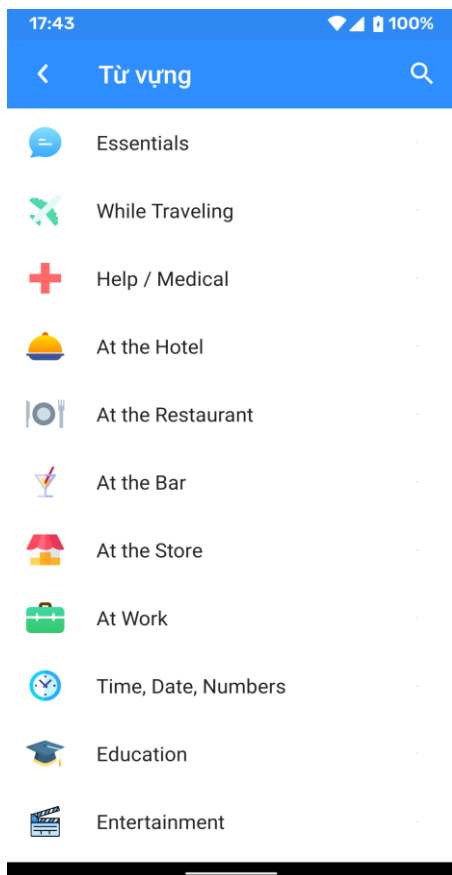 17:43 100%
Từ vựng
Essentials
While Traveling
Help / Medical
At the Hotel
At the Restaurant
At the Bar
At the Store
At Work
Time, Date, Numbers
Education
Entertainment